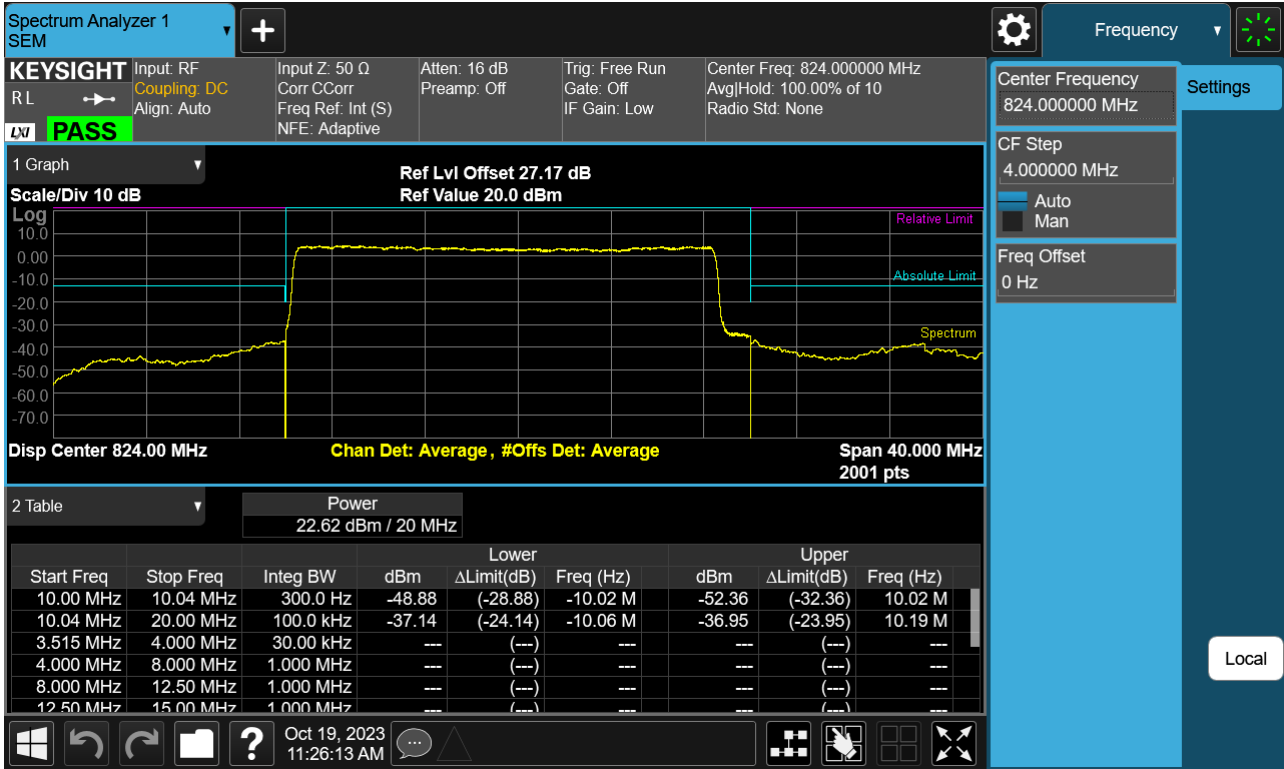 Spectrum Analyzer 1
SEM
Frequency
KEYSIGHT
R L
LXI
PASS
Input: RF
Coupling: DC
Align: Auto
Input Z: 50 Ω
Corr CCorr
Freq Ref: Int (S)
NFE: Adaptive
Atten: 16 dB
Preamp: Off
Trig: Free Run
Gate: Off
IF Gain: Low
Center Freq: 824.000000 MHz
Avg|Hold: 100.00% of 10
Radio Std: None
Center Frequency
824.000000 MHz
Settings
CF Step
4.000000 MHz
Auto
Man
Freq Offset
0 Hz
1 Graph
Scale/Div 10 dB
Ref Lvl Offset 27.17 dB
Ref Value 20.0 dBm
Log
10.0
0.00
-10.0
-20.0
-30.0
-40.0
-50.0
-60.0
-70.0
Relative Limit
Absolute Limit
Spectrum
Disp Center 824.00 MHz
Chan Det: Average , #Offs Det: Average
Span 40.000 MHz
2001 pts
2 Table
Power
22.62 dBm / 20 MHz
Lower Upper
Start Freq Stop Freq Integ BW dBm ΔLimit(dB) Freq (Hz) dBm ΔLimit(dB) Freq (Hz)
10.00 MHz 10.04 MHz 300.0 Hz -48.88 (-28.88) -10.02 M -52.36 (-32.36) 10.02 M
10.04 MHz 20.00 MHz 100.0 kHz -37.14 (-24.14) -10.06 M -36.95 (-23.95) 10.19 M
3.515 MHz 4.000 MHz 30.00 kHz --- (---) --- --- (---) ---
4.000 MHz 8.000 MHz 1.000 MHz --- (---) --- --- (---) ---
8.000 MHz 12.50 MHz 1.000 MHz --- (---) --- --- (---) ---
12.50 MHz 15.00 MHz 1.000 MHz --- (---) --- --- (---) ---
Local
Oct 19, 2023
11:26:13 AM